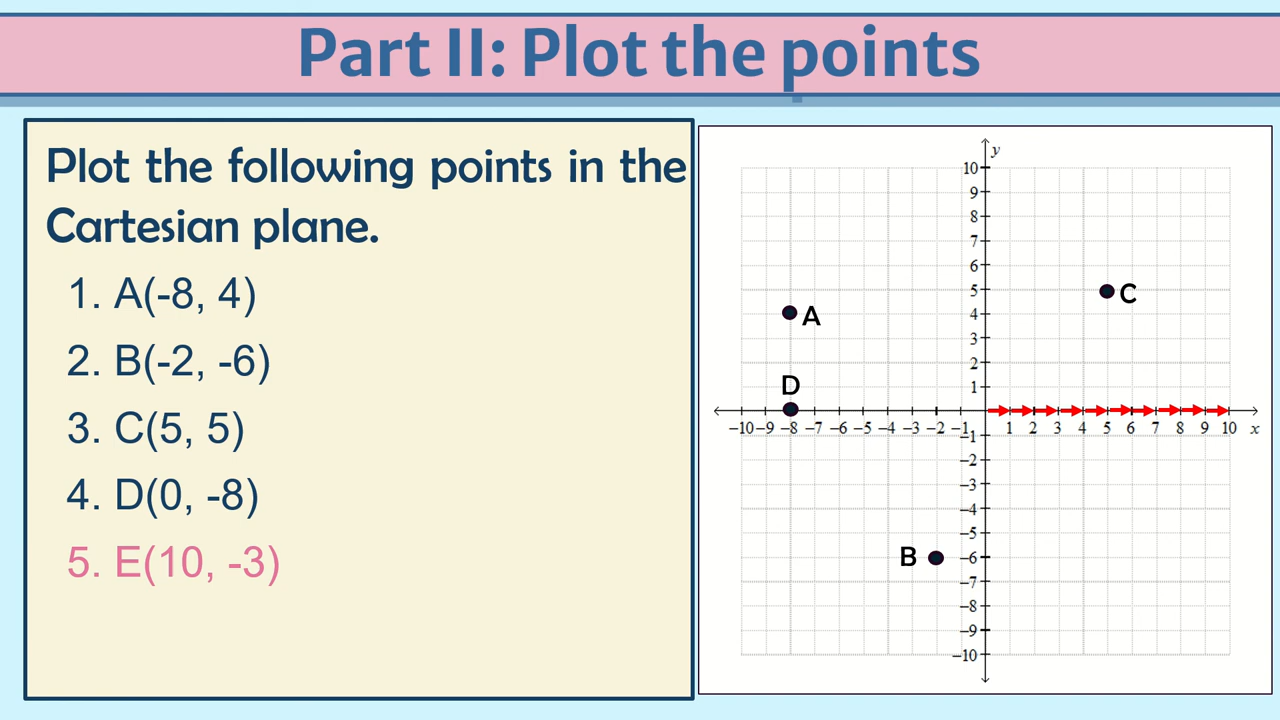 Part II: Plot the points
Plot the following points in the
Cartesian plane.
1. A(-8, 4)
2. B(-2, -6)
3. C(5, 5)
4. D(0, -8)
5. E(10, -3)
y
10
9
8
7
6
5
4
3
2
1
C
A
D
−10 −9 −8 −7 −6 −5 −4 −3 −2 −1 1 2 3 4 5 6 7 8 9 10 x
−1
−2
−3
−4
−5
−6
−7
−8
−9
−10
B